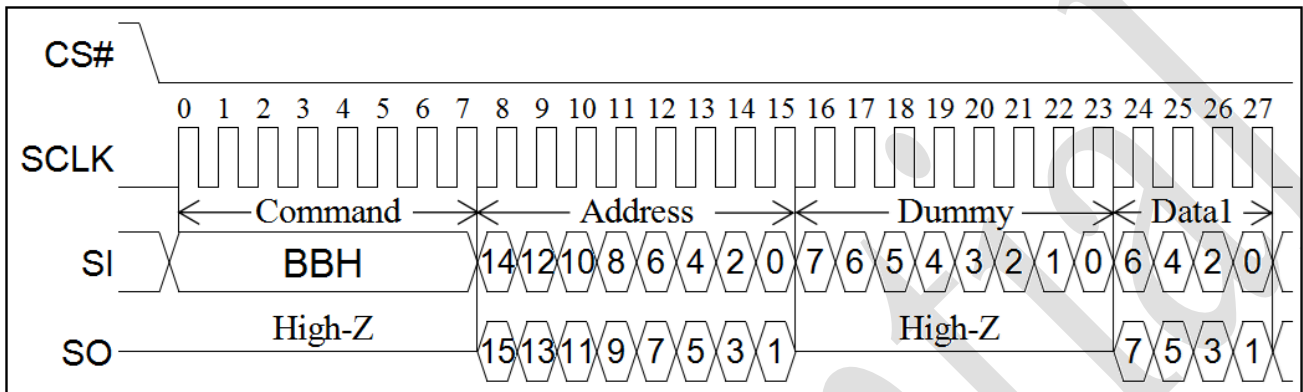 CS#
0 1 2 3 4 5 6 7 8 9 10 11 12 13 14 15 16 17 18 19 20 21 22 23 24 25 26 27
SCLK
Command Address Dummy Data1
SI BBH 14 12 10 8 6 4 2 0 7 6 5 4 3 2 1 0 6 4 2 0
SO High-Z 15 13 11 9 7 5 3 1 High-Z 7 5 3 1